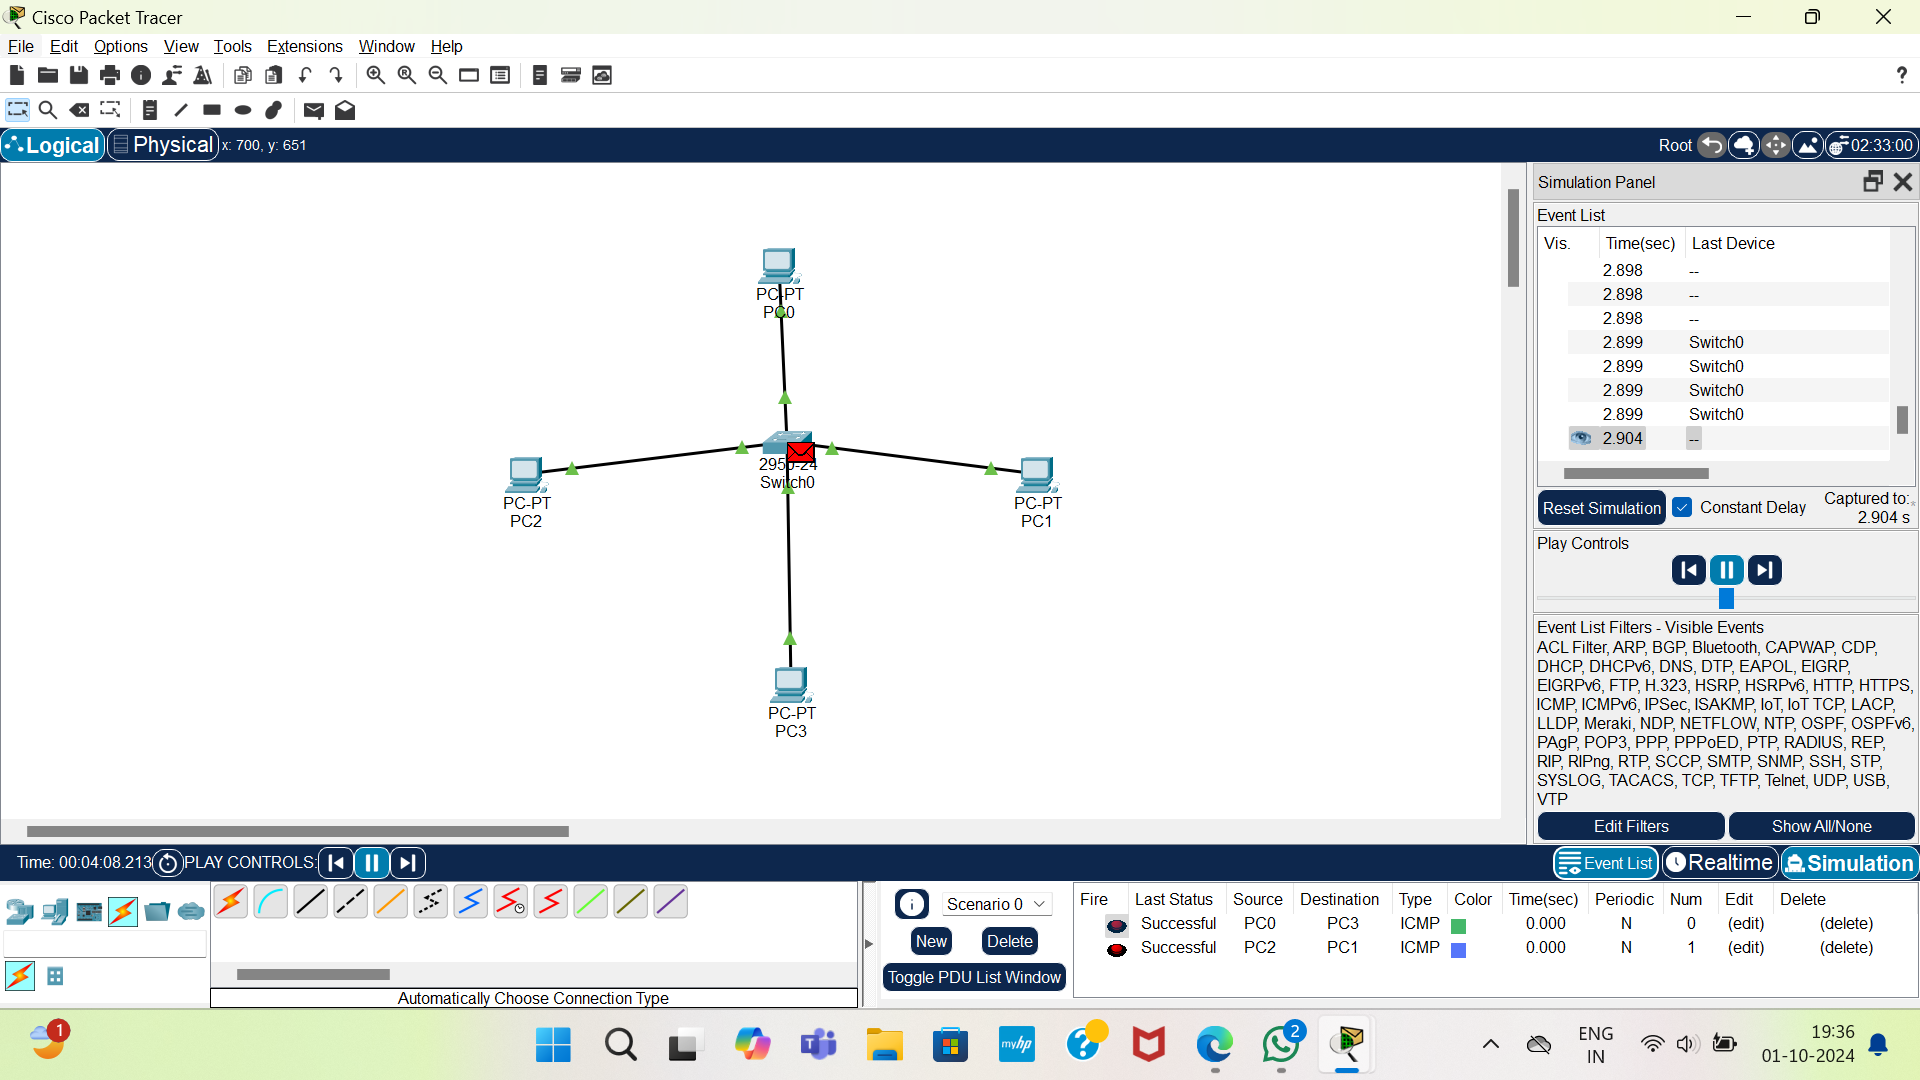 Cisco Packet Tracer
File Edit Options View Tools Extensions Window Help
?
Logical Physical x: 700, y: 651
Root 02:33:00
Simulation Panel
Event List
Vis. Time(sec) Last Device
2.898 --
2.898 --
2.898 --
2.899 Switch0
2.899 Switch0
2.899 Switch0
2.899 Switch0
2.904 --
Reset Simulation Constant Delay Captured to:
2.904 s
Play Controls
Event List Filters - Visible Events
ACL Filter, ARP, BGP, Bluetooth, CAPWAP, CDP,
DHCP, DHCPv6, DNS, DTP, EAPOL, EIGRP,
EIGRPv6, FTP, H.323, HSRP, HSRPv6, HTTP, HTTPS,
ICMP, ICMPv6, IPSec, ISAKMP, IoT, IoT TCP, LACP,
LLDP, Meraki, NDP, NETFLOW, NTP, OSPF, OSPFv6,
PAgP, POP3, PPP, PPPoED, PTP, RADIUS, REP,
RIP, RIPng, RTP, SCCP, SMTP, SNMP, SSH, STP,
SYSLOG, TACACS, TCP, TFTP, Telnet, UDP, USB,
VTP
Edit Filters Show All/None
PC-PT
PC0
2950-24
Switch0
PC-PT
PC2
PC-PT
PC1
PC-PT
PC3
Time: 00:04:08.213 PLAY CONTROLS:
Event List Realtime Simulation
Automatically Choose Connection Type
Scenario 0
New Delete
Toggle PDU List Window
Fire Last Status Source Destination Type Color Time(sec) Periodic Num Edit Delete
Successful PC0 PC3 ICMP 0.000 N 0 (edit) (delete)
Successful PC2 PC1 ICMP 0.000 N 1 (edit) (delete)
1
myhp
?
2
ENG
IN
19:36
01-10-2024